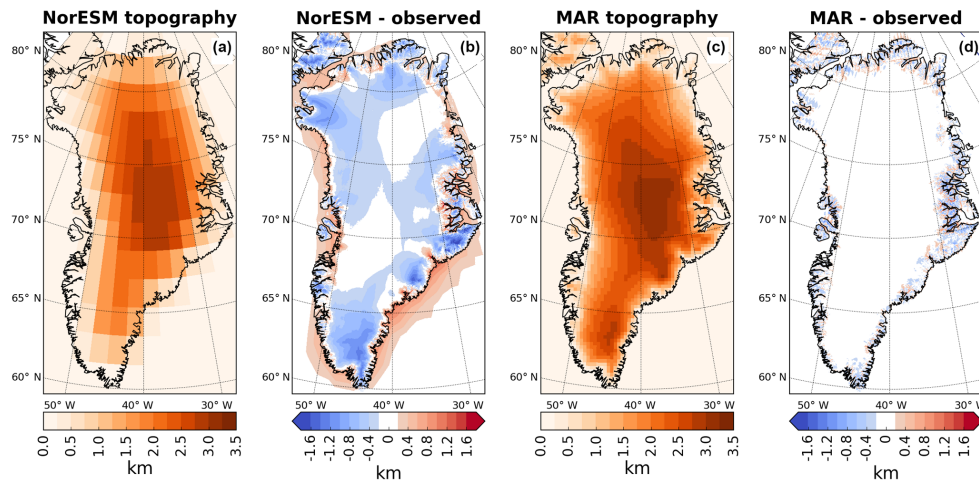 NorESM topography
NorESM - observed
MAR topography
MAR - observed
(a)
(b)
(c)
(d)
80° N
75° N
70° N
65° N
60° N
50° W
40° W
30° W
0.0 0.5 1.0 1.5 2.0 2.5 3.0 3.5
km
80° N
75° N
70° N
65° N
60° N
50° W
40° W
30° W
-1.6 -1.2 -0.8 -0.4 0 0.4 0.8 1.2 1.6
km
80° N
75° N
70° N
65° N
60° N
50° W
40° W
30° W
0.0 0.5 1.0 1.5 2.0 2.5 3.0 3.5
km
80° N
75° N
70° N
65° N
60° N
50° W
40° W
30° W
-1.6 -1.2 -0.8 -0.4 0 0.4 0.8 1.2 1.6
km